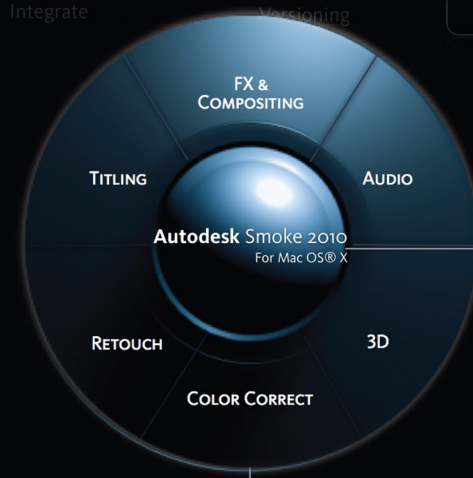 Integrate
Versioning
FX &
COMPOSITING
TITLING
AUDIO
Autodesk Smoke 2010
For Mac OS® X
RETOUCH
3D
COLOR CORRECT